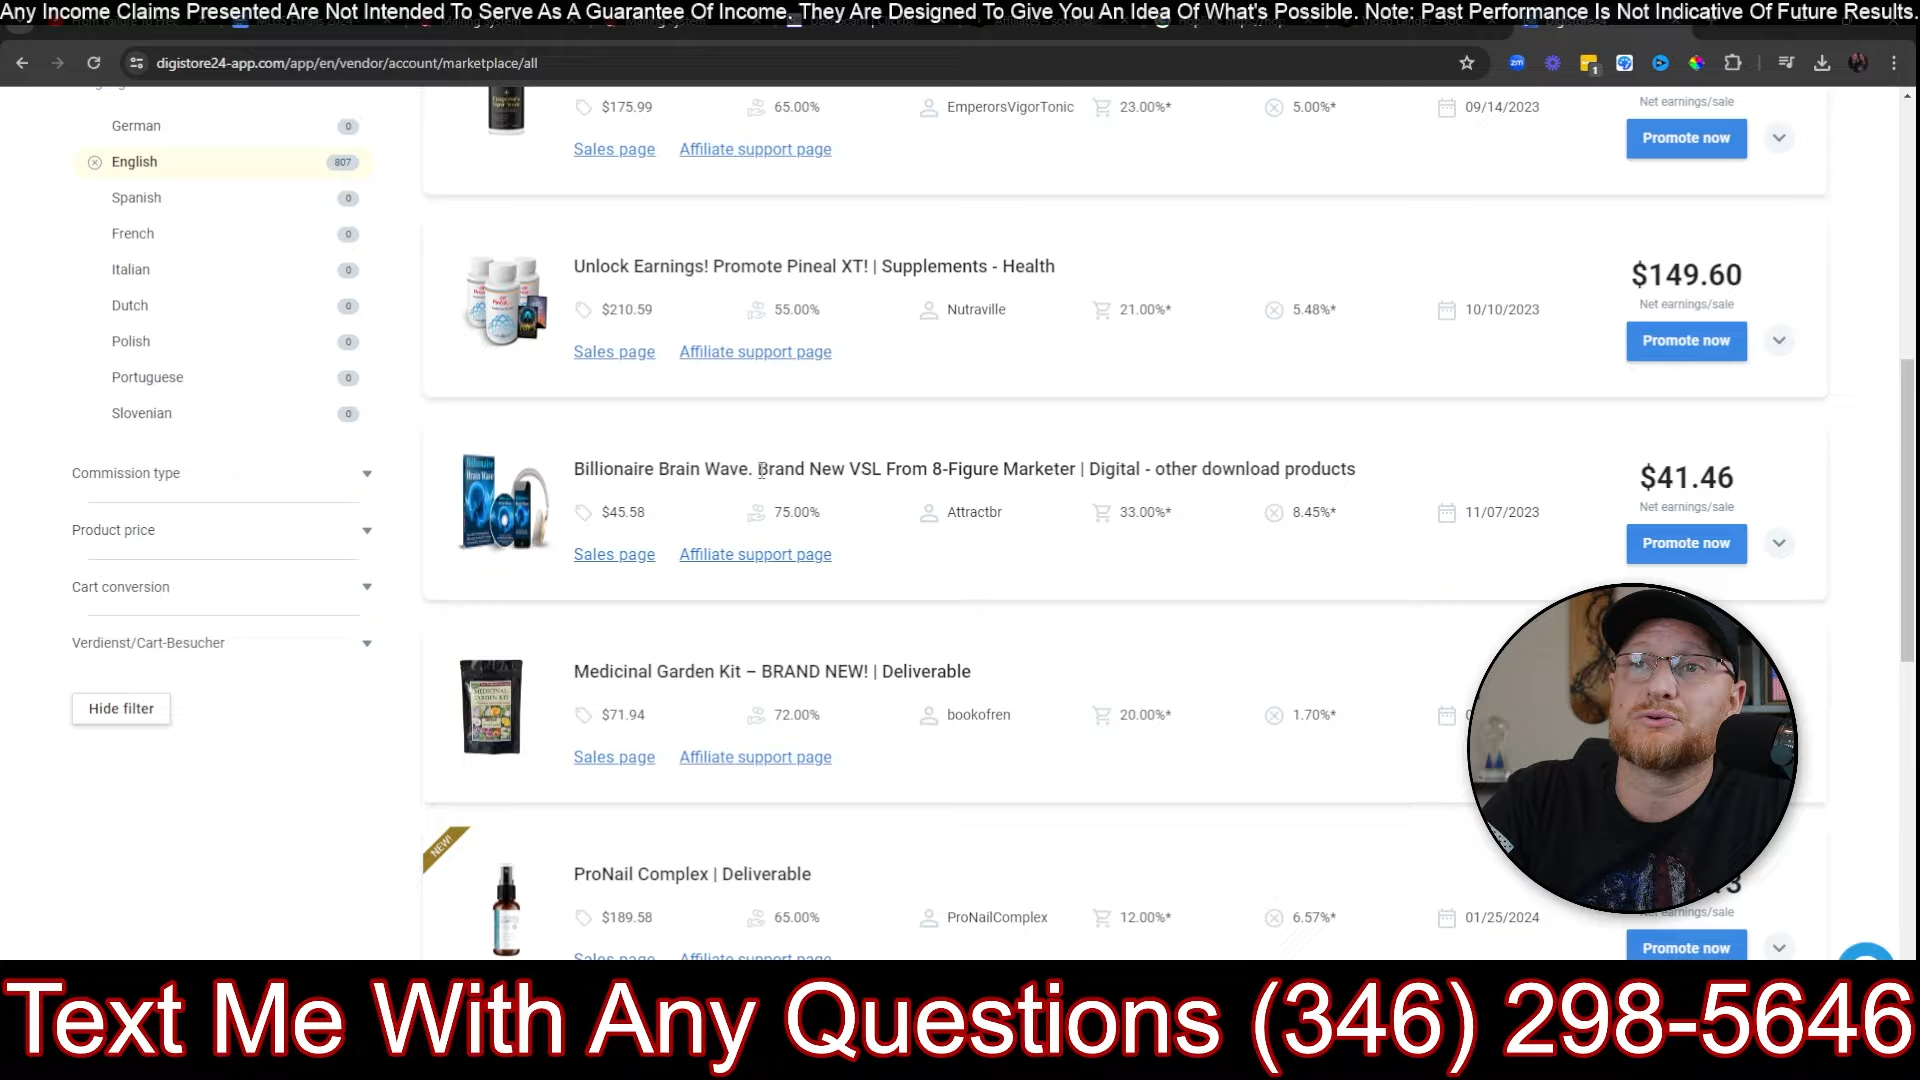 Any Income Claims Presented Are Not Intended To Serve As A Guarantee Of Income. They Are Designed To Give You An Idea Of What's Possible. Note: Past Performance Is Not Indicative Of Future Results.
digistore24-app.com/app/en/vendor/account/marketplace/all
zm
1
German 0
English 807
Spanish 0
French 0
Italian 0
Dutch 0
Polish 0
Portuguese 0
Slovenian 0
Commission type
Product price
Cart conversion
Verdienst/Cart-Besucher
Hide filter
$175.99 65.00% EmperorsVigorTonic 23.00%* 5.00%* 09/14/2023
Net earnings/sale
Sales page Affiliate support page
Promote now
Unlock Earnings! Promote Pineal XT! | Supplements - Health
$210.59 55.00% Nutraville 21.00%* 5.48%* 10/10/2023
Sales page Affiliate support page
$149.60
Net earnings/sale
Promote now
Billionaire Brain Wave. Brand New VSL From 8-Figure Marketer | Digital - other download products
$45.58 75.00% Attractbr 33.00%* 8.45%* 11/07/2023
Sales page Affiliate support page
$41.46
Net earnings/sale
Promote now
Medicinal Garden Kit – BRAND NEW! | Deliverable
$71.94 72.00% bookofren 20.00%* 1.70%*
Sales page Affiliate support page
NEW!
ProNail Complex | Deliverable
$189.58 65.00% ProNailComplex 12.00%* 6.57%* 01/25/2024
Sales page Affiliate support page
Net earnings/sale
Promote now
Text Me With Any Questions (346) 298-5646